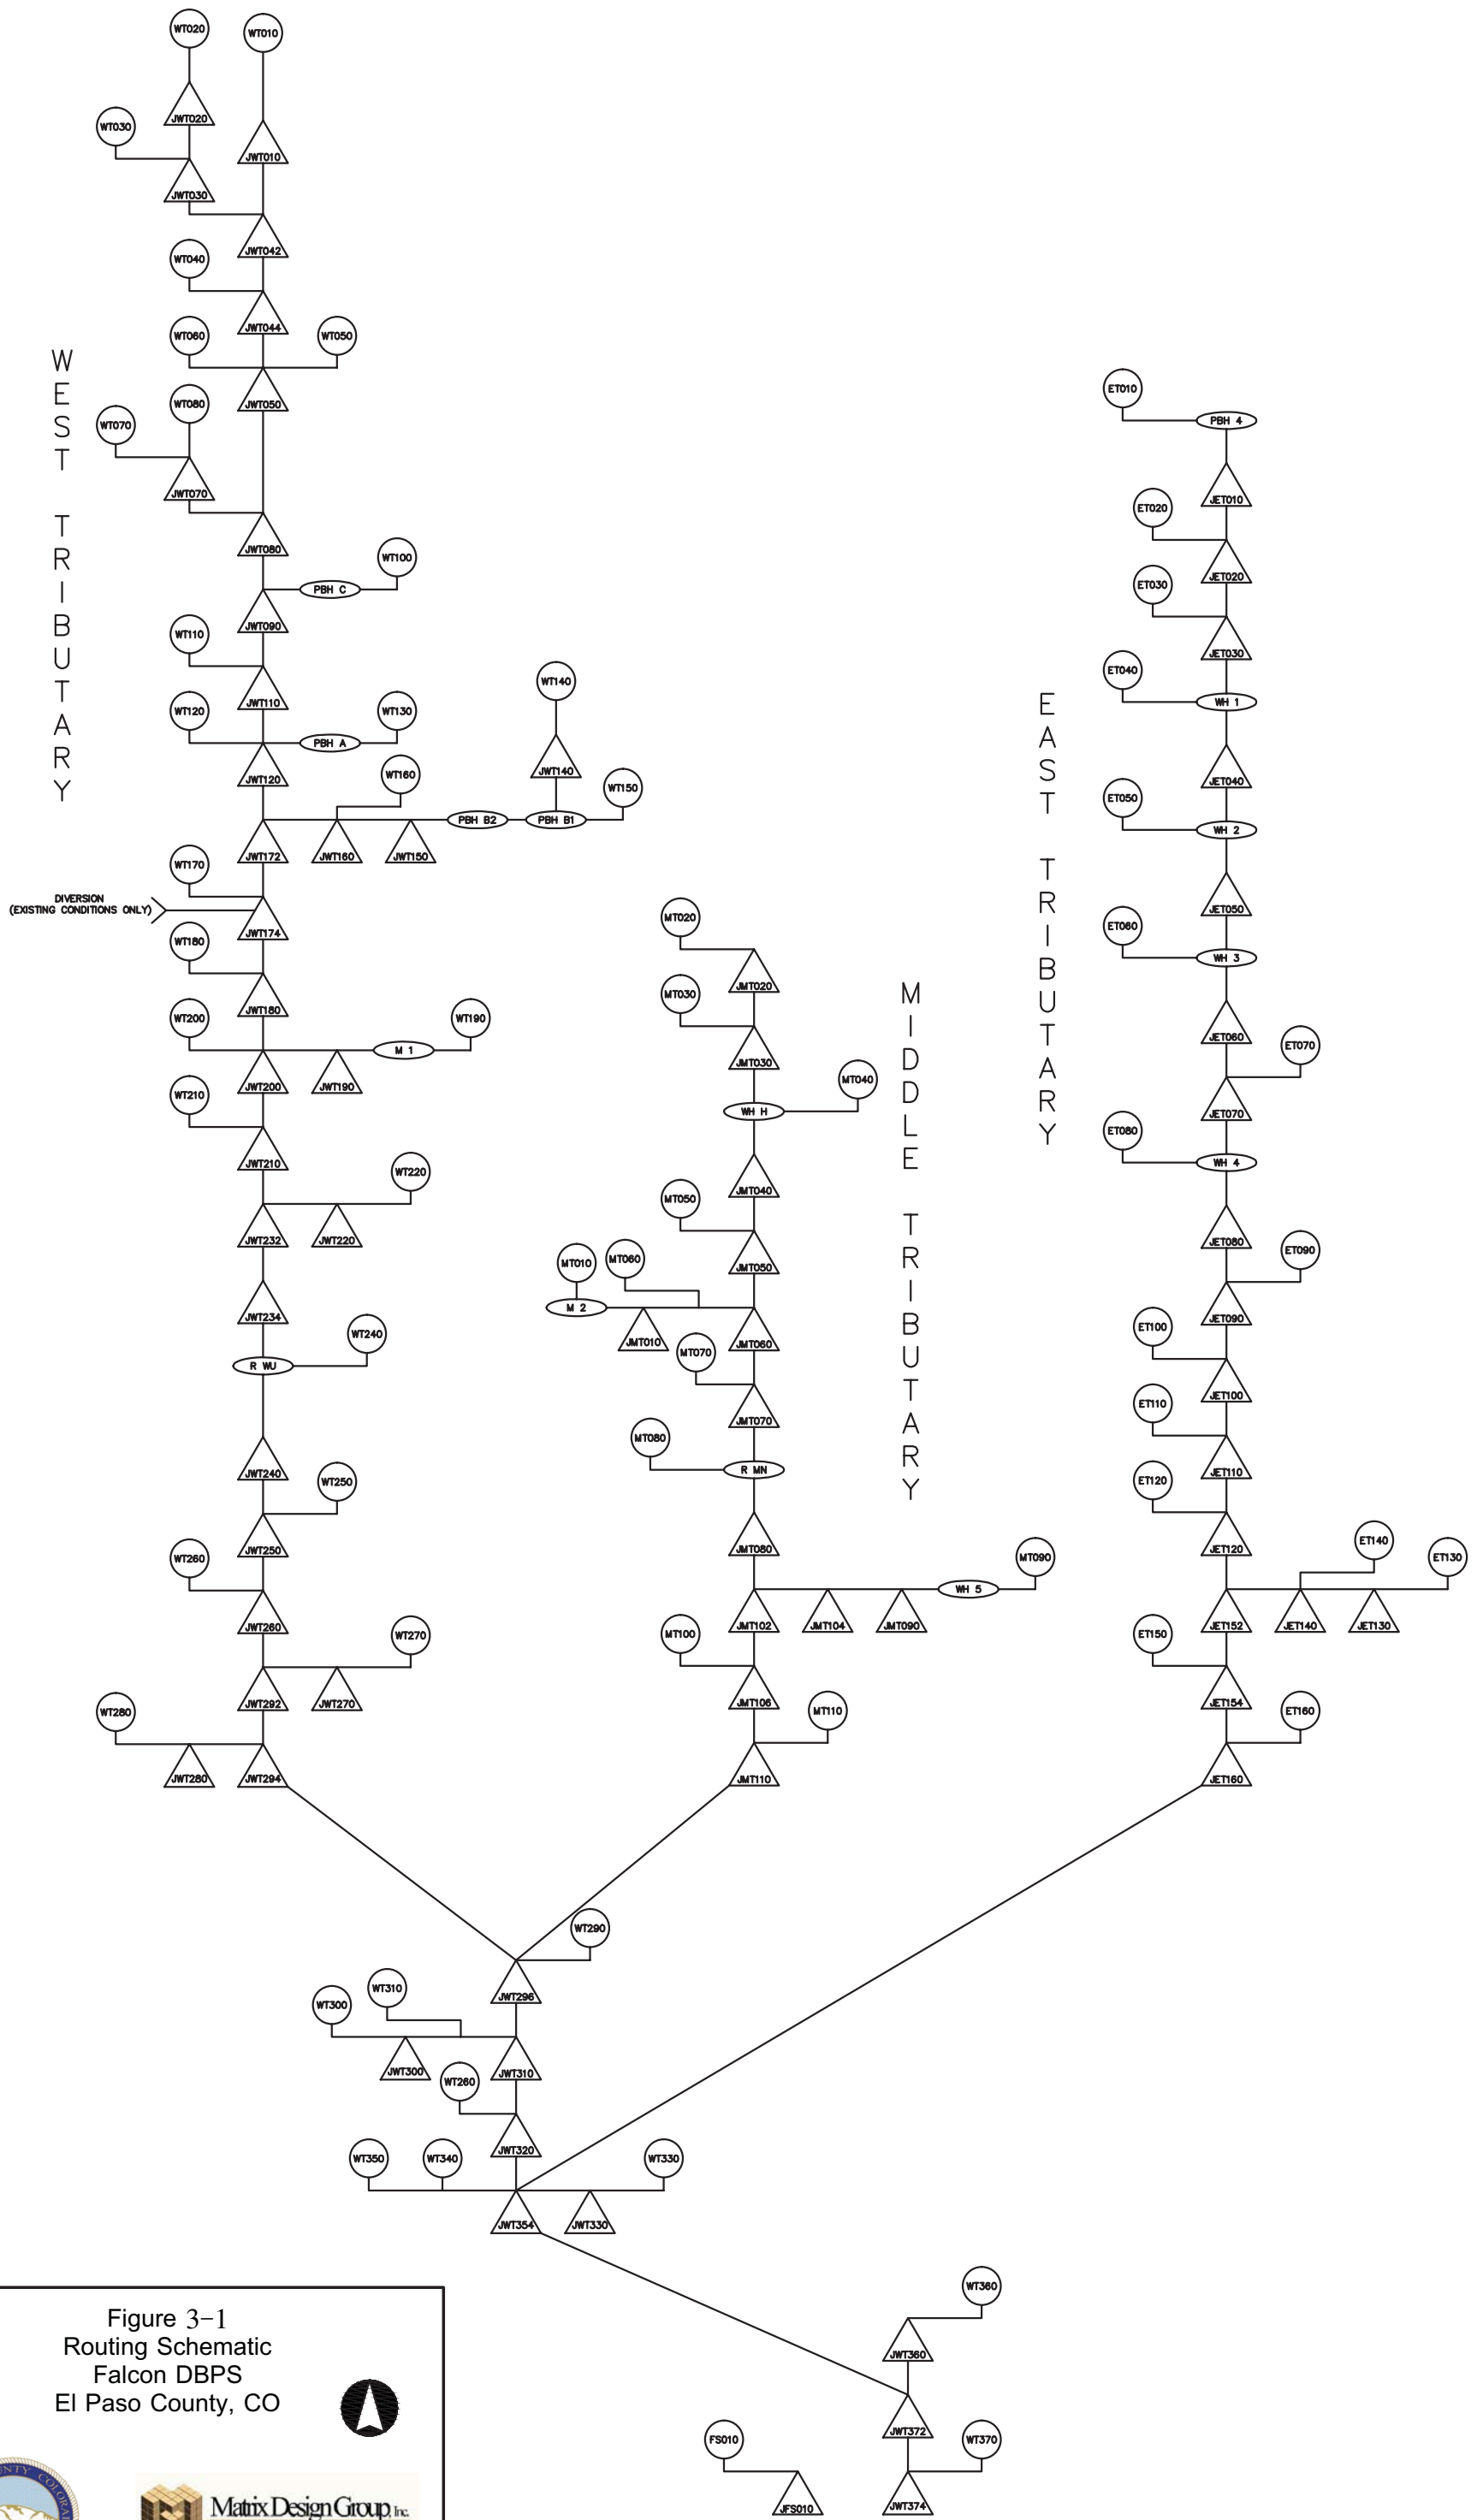 WEST TRIBUTARY
WT020
WT010
JWT020
WT030
JWT010
JWT030
JWT042
WT040
JWT044
WT060
WT050
JWT050
WT080
WT070
JWT070
JWT080
WT100
PBH C
JWT090
WT110
JWT110
WT120
PBH A
WT130
JWT120
WT140
JWT140
WT160
WT150
PBH B2
PBH B1
JWT172
JWT160
JWT150
WT170
DIVERSION
(EXISTING CONDITIONS ONLY)
JWT174
WT180
JWT180
WT200
M 1
WT190
JWT200
JWT190
WT210
JWT210
WT220
JWT232
JWT220
JWT234
WT240
R WU
JWT240
WT250
JWT250
WT260
JWT260
WT270
JWT292
JWT270
WT280
JWT280
JWT294
MIDDLE TRIBUTARY
MT020
JMT020
MT030
JMT030
MT040
WH H
JMT040
MT050
JMT050
MT010
MT060
M 2
JMT010
JMT060
MT070
JMT070
MT080
R MN
JMT080
MT090
WH 5
JMT102
JMT104
JMT090
MT100
JMT106
MT110
JMT110
EAST TRIBUTARY
ET010
PBH 4
JET010
ET020
JET020
ET030
JET030
ET040
WH 1
JET040
ET050
WH 2
JET050
ET060
WH 3
JET060
ET070
JET070
ET080
WH 4
JET080
ET090
JET090
ET100
JET100
ET110
JET110
ET120
JET120
ET140
ET130
JET152
JET140
JET130
ET150
JET154
ET160
JET160
WT290
JWT296
WT310
WT300
JWT300
JWT310
WT260
JWT320
WT350
WT340
WT330
JWT354
JWT330
WT360
JWT360
JWT372
FS010
WT370
JFS010
JWT374
Figure 3-1
Routing Schematic
Falcon DBPS
El Paso County, CO
Matrix Design Group, Inc.